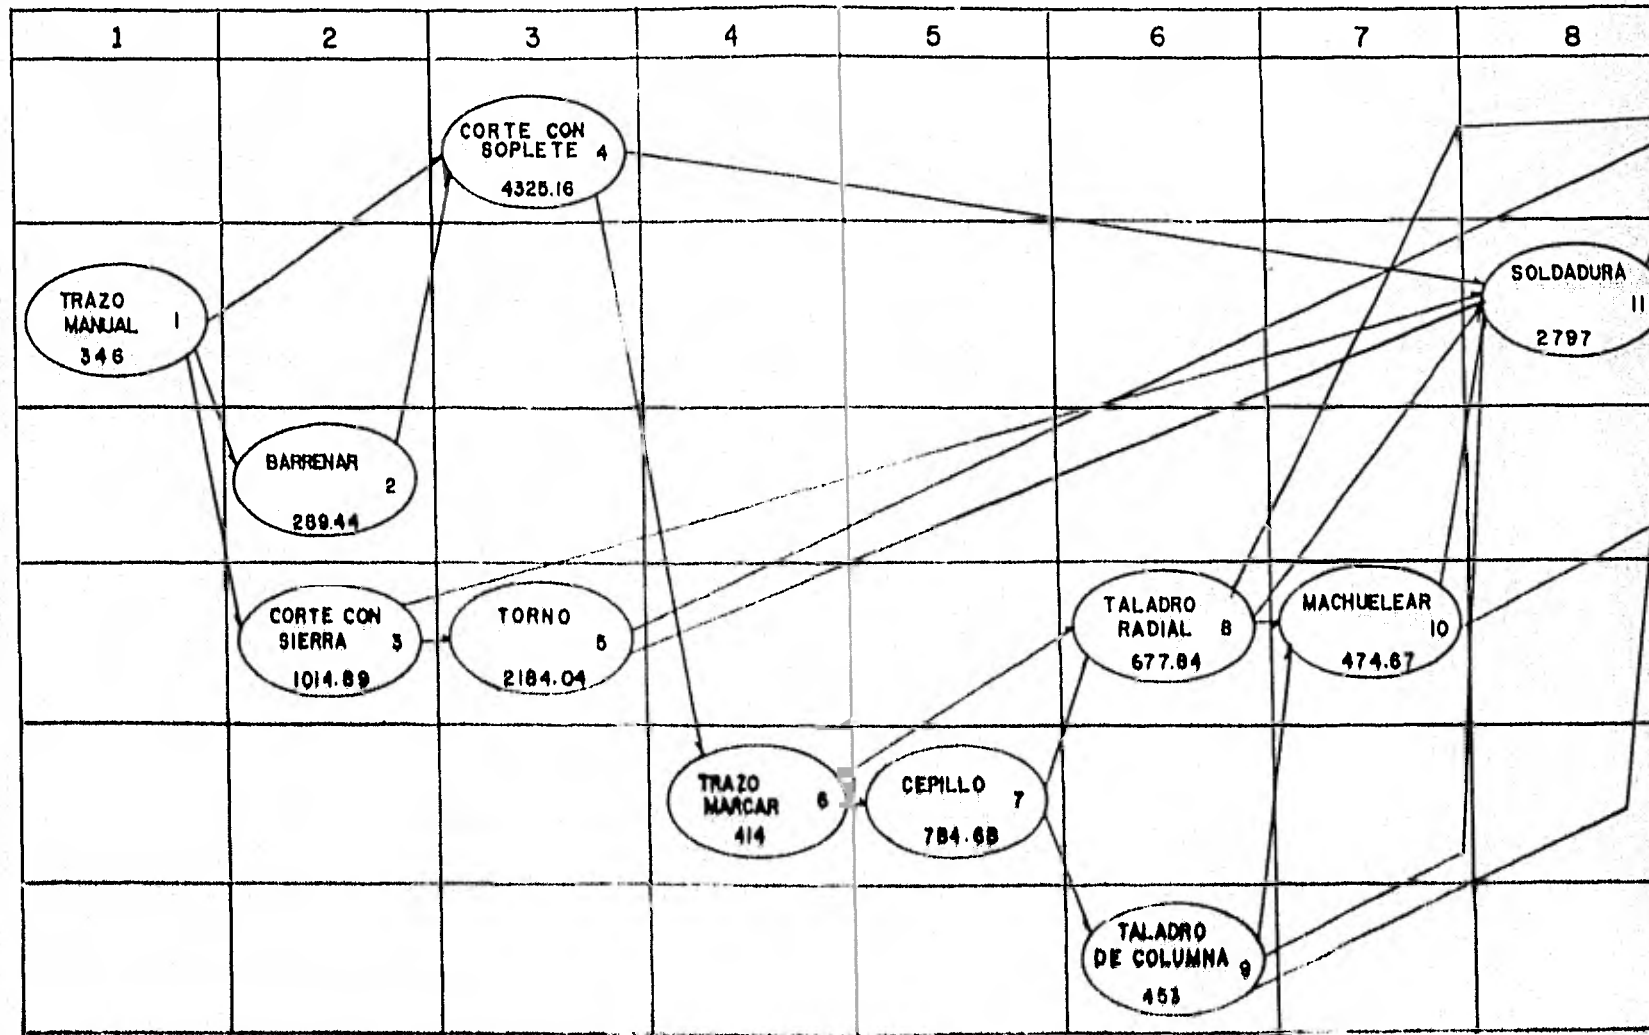 1 2 3 4 5 6 7 8
CORTE CON
SOPLETE 4
4325.16
TRAZO
MANUAL 1
346
SOLDADURA
11
2797
BARRENAR
2
289.44
CORTE CON
SIERRA 3
1014.89
TORNO
5
2184.04
TALADRO
RADIAL 8
677.84
MACHUELEAR
10
474.67
TRAZO
MARCAR 6
414
CEPILLO
7
784.68
TALADRO
DE COLUMNA 9
453